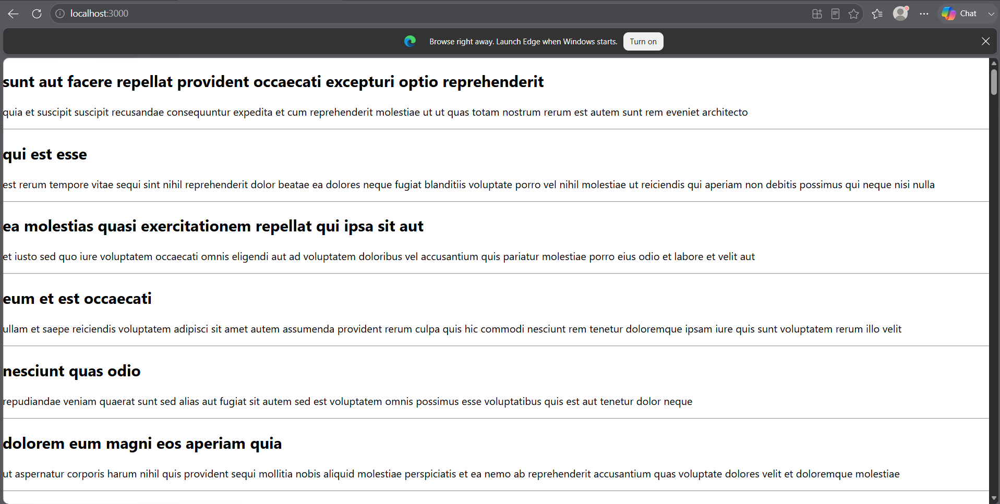 localhost:3000
Chat
Browse right away. Launch Edge when Windows starts. Turn on
sunt aut facere repellat provident occaecati excepturi optio reprehenderit
quia et suscipit suscipit recusandae consequuntur expedita et cum reprehenderit molestiae ut ut quas totam nostrum rerum est autem sunt rem eveniet architecto
qui est esse
est rerum tempore vitae sequi sint nihil reprehenderit dolor beatae ea dolores neque fugiat blanditiis voluptate porro vel nihil molestiae ut reiciendis qui aperiam non debitis possimus qui neque nisi nulla
ea molestias quasi exercitationem repellat qui ipsa sit aut
et iusto sed quo iure voluptatem occaecati omnis eligendi aut ad voluptatem doloribus vel accusantium quis pariatur molestiae porro eius odio et labore et velit aut
eum et est occaecati
ullam et saepe reiciendis voluptatem adipisci sit amet autem assumenda provident rerum culpa quis hic commodi nesciunt rem tenetur doloremque ipsam iure quis sunt voluptatem rerum illo velit
nesciunt quas odio
repudiandae veniam quaerat sunt sed alias aut fugiat sit autem sed est voluptatem omnis possimus esse voluptatibus quis est aut tenetur dolor neque
dolorem eum magni eos aperiam quia
ut aspernatur corporis harum nihil quis provident sequi mollitia nobis aliquid molestiae perspiciatis et ea nemo ab reprehenderit accusantium quas voluptate dolores velit et doloremque molestiae